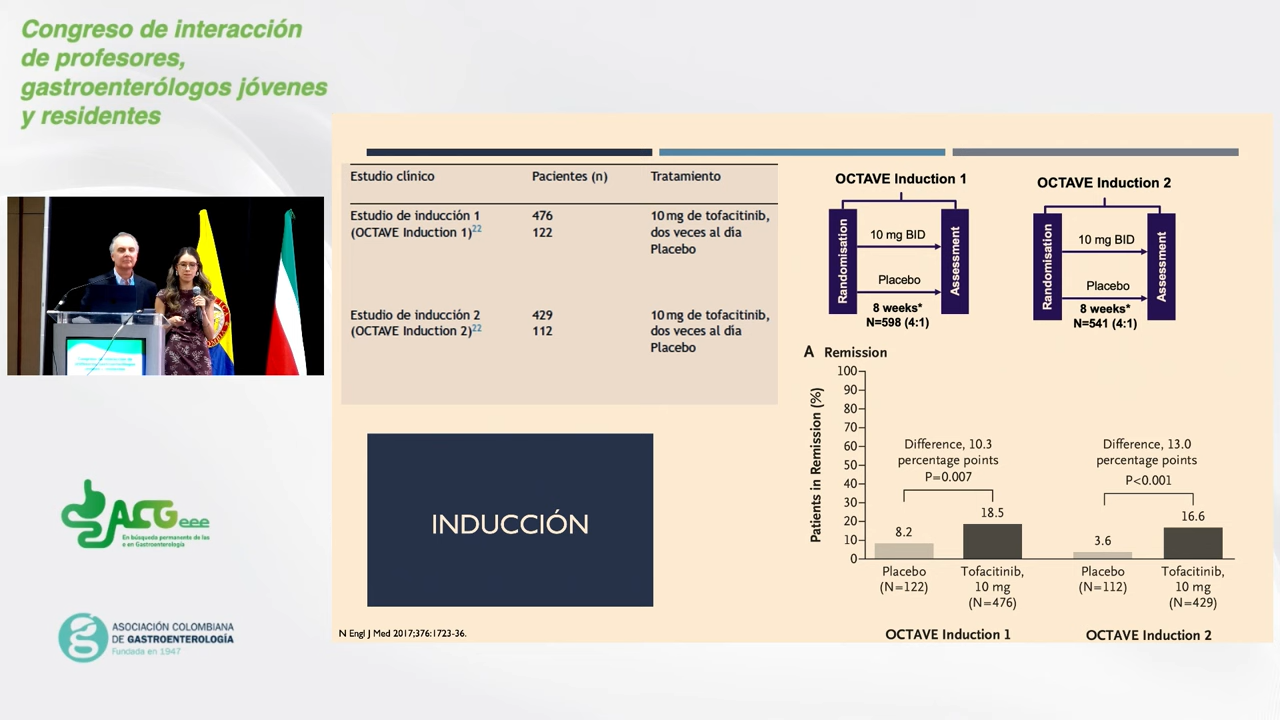 Congreso de interacción
de profesores,
gastroenterólogos jóvenes
y residentes
Estudio clínico Pacientes (n) Tratamiento
Estudio de inducción 1 476 10 mg de tofacitinib,
(OCTAVE Induction 1)22 122 dos veces al día
Placebo
Estudio de inducción 2 429 10 mg de tofacitinib,
(OCTAVE Induction 2)22 112 dos veces al día
Placebo
INDUCCIÓN
N Engl J Med 2017;376:1723-36.
OCTAVE Induction 1
Randomisation
10 mg BID
Placebo
Assessment
8 weeks*
N=598 (4:1)
OCTAVE Induction 2
Randomisation
10 mg BID
Placebo
Assessment
8 weeks*
N=541 (4:1)
A Remission
Patients in Remission (%)
100
90
80
70
60
50
40
30
20
10
0
Difference, 10.3
percentage points
P=0.007
8.2
18.5
Placebo
(N=122)
Tofacitinib,
10 mg
(N=476)
OCTAVE Induction 1
Difference, 13.0
percentage points
P<0.001
3.6
16.6
Placebo
(N=112)
Tofacitinib,
10 mg
(N=429)
OCTAVE Induction 2
ACGeee
En búsqueda permanente de las
e en Gastroenterología
ASOCIACIÓN COLOMBIANA
DE GASTROENTEROLOGÍA
Fundada en 1947